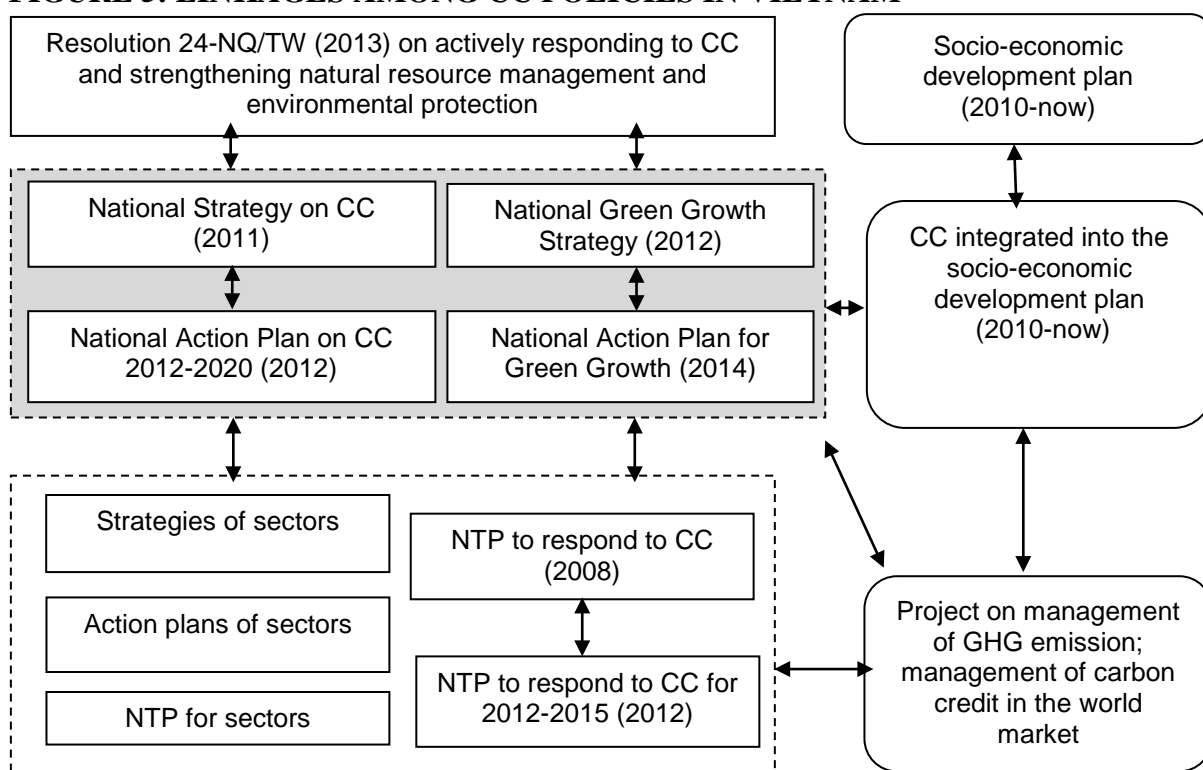 FIGURE LINKAGES AMONG CC POLICIES IN VIETNAM
Resolution 24-NQ/TW (2013) on actively responding to CC
and strengthening natural resource management and
environmental protection
Socio-economic
development plan
(2010-now)
National Strategy on CC
(2011)
National Green Growth
Strategy (2012)
National Action Plan on CC
2012-2020 (2012)
National Action Plan for
Green Growth (2014)
CC integrated into the
socio-economic
development plan
(2010-now)
Strategies of sectors
Action plans of sectors
NTP for sectors
NTP to respond to CC
(2008)
NTP to respond to CC for
2012-2015 (2012)
Project on management
of GHG emission;
management of carbon
credit in the world
market